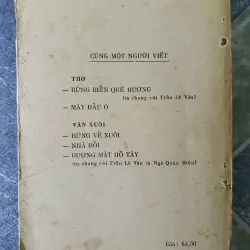 CÙNG MỘT NGƯỜI VIẾT
THƠ
— RỪNG BIỂN QUÊ HƯƠNG
(in chung với Trần Lê Văn)
— MÂY ĐẦU Ô
VĂN XUÔI
— RỪNG VỀ XUÔI
— NHÀ ĐỒI
— GƯƠNG MẶT HỒ TÂY
(in chung với Trần Lê Văn và Ngô Quân Miện)
Giá: 6đ,50